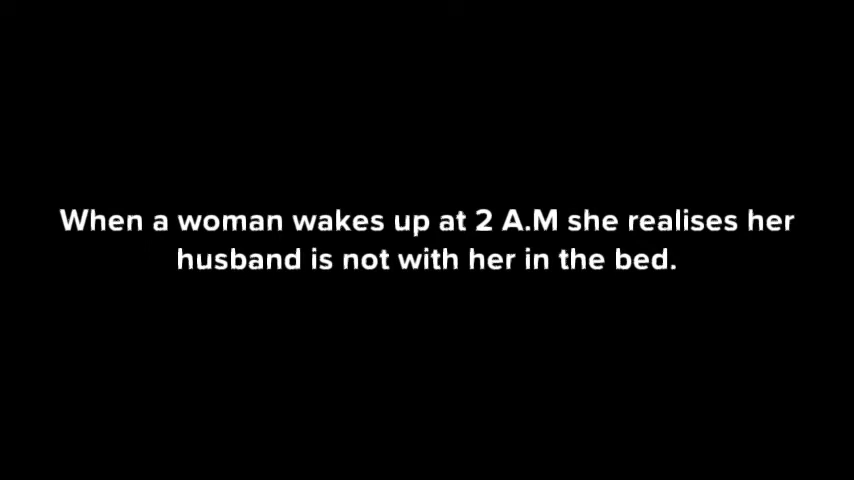 When a woman wakes up at 2 A.M she realises her
husband is not with her in the bed.